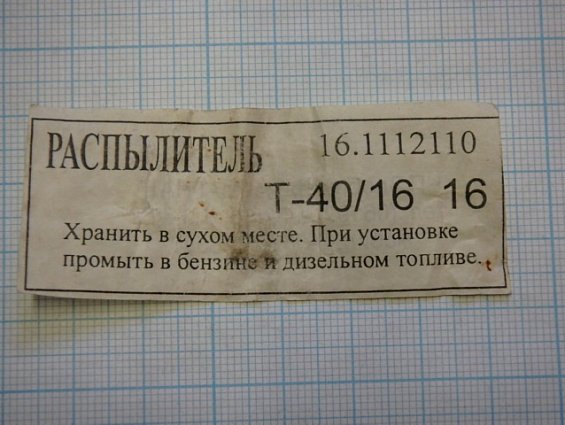 РАСПЫЛИТЕЛЬ 16.1112110
Т-40/16 16
Хранить в сухом месте. При установке
промыть в бензине и дизельном топливе.